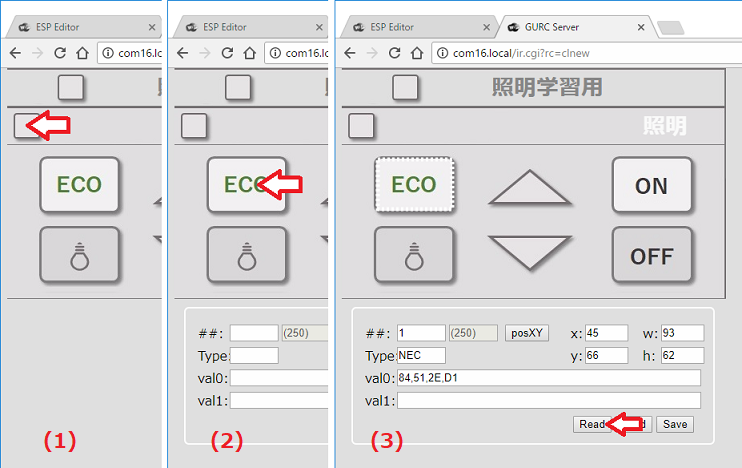 ESP Editor
com16.lo
ECO
(1)
ESP Editor
com16.loc
ECO
##: (250)
Type:
val0:
val1:
(2)
ESP Editor
GURC Server
com16.local/ir.cgi?rc=clnew
照明学習用
照明
ECO
ON
OFF
##: 1 (250) posXY x: 45 w: 93
Type: NEC y: 66 h: 62
val0: 84,51,2E,D1
val1:
Read Save
(3)